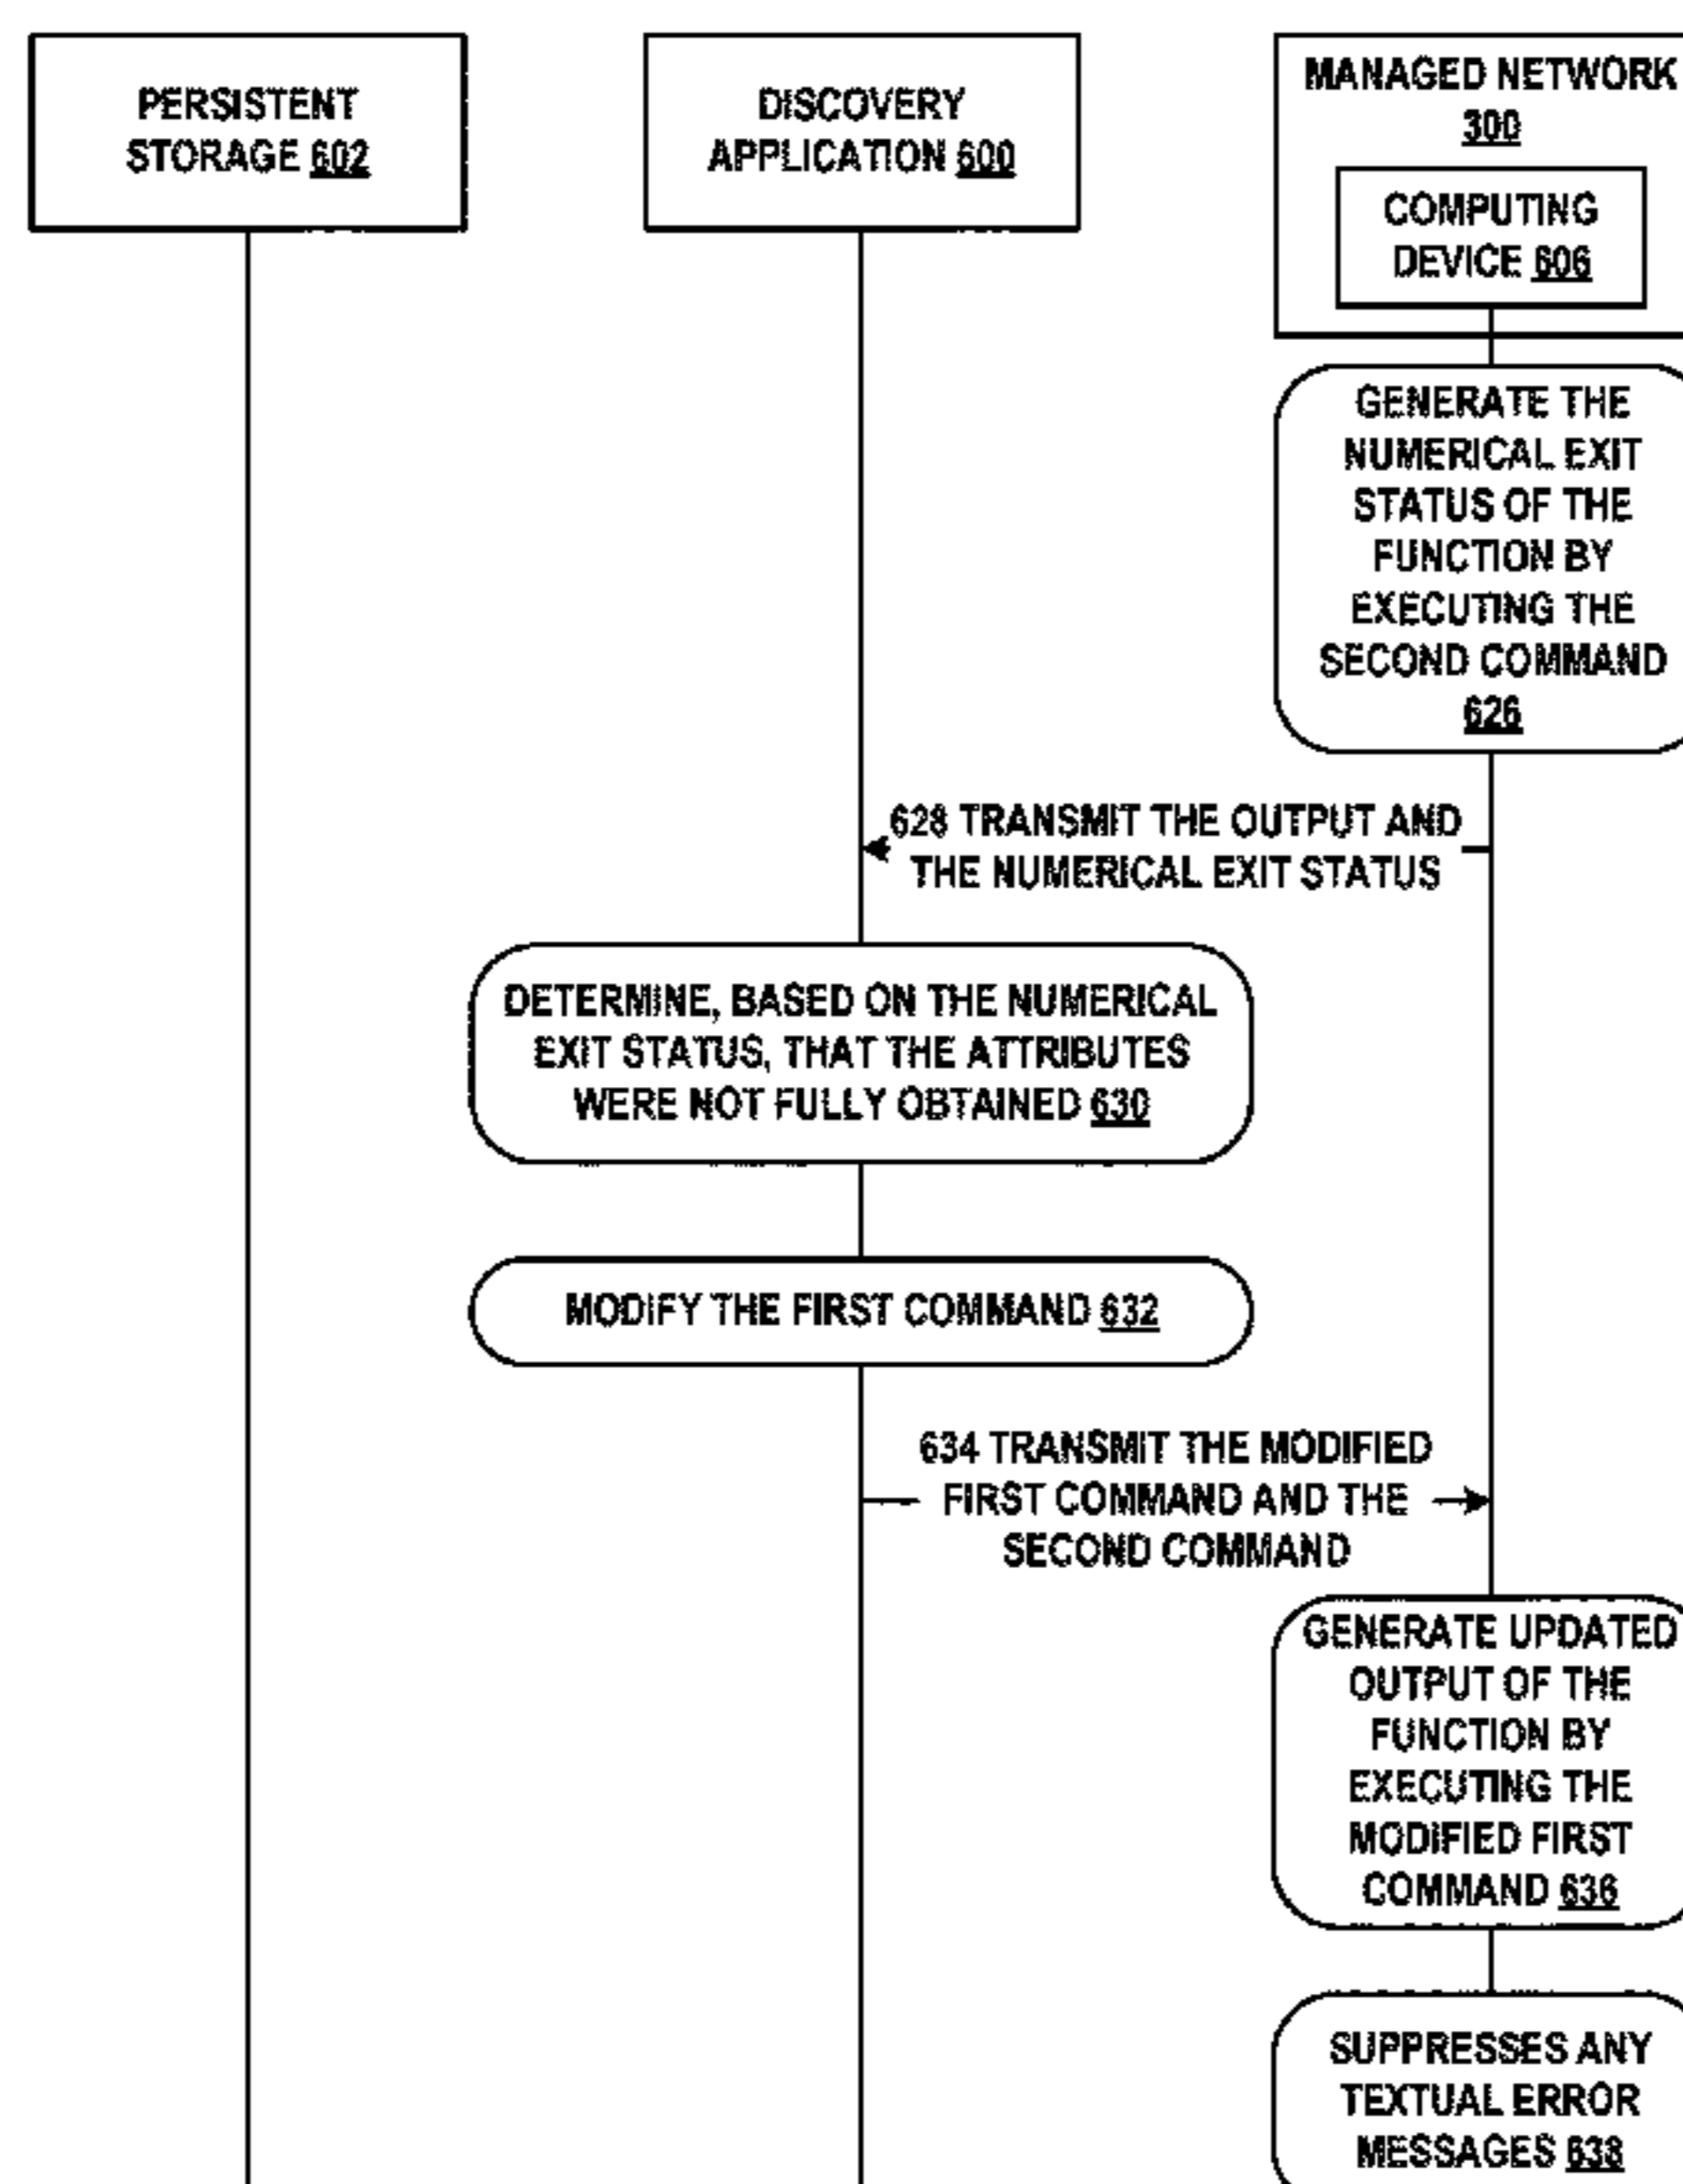 PERSISTENT
STORAGE 602
DISCOVERY
APPLICATION 600
MANAGED NETWORK
300
COMPUTING
DEVICE 606
GENERATE THE
NUMERICAL EXIT
STATUS OF THE
FUNCTION BY
EXECUTING THE
SECOND COMMAND
626
628 TRANSMIT THE OUTPUT AND
THE NUMERICAL EXIT STATUS
DETERMINE, BASED ON THE NUMERICAL
EXIT STATUS, THAT THE ATTRIBUTES
WERE NOT FULLY OBTAINED 630
MODIFY THE FIRST COMMAND 632
634 TRANSMIT THE MODIFIED
FIRST COMMAND AND THE
SECOND COMMAND
GENERATE UPDATED
OUTPUT OF THE
FUNCTION BY
EXECUTING THE
MODIFIED FIRST
COMMAND 636
SUPPRESSES ANY
TEXTUAL ERROR
MESSAGES 638